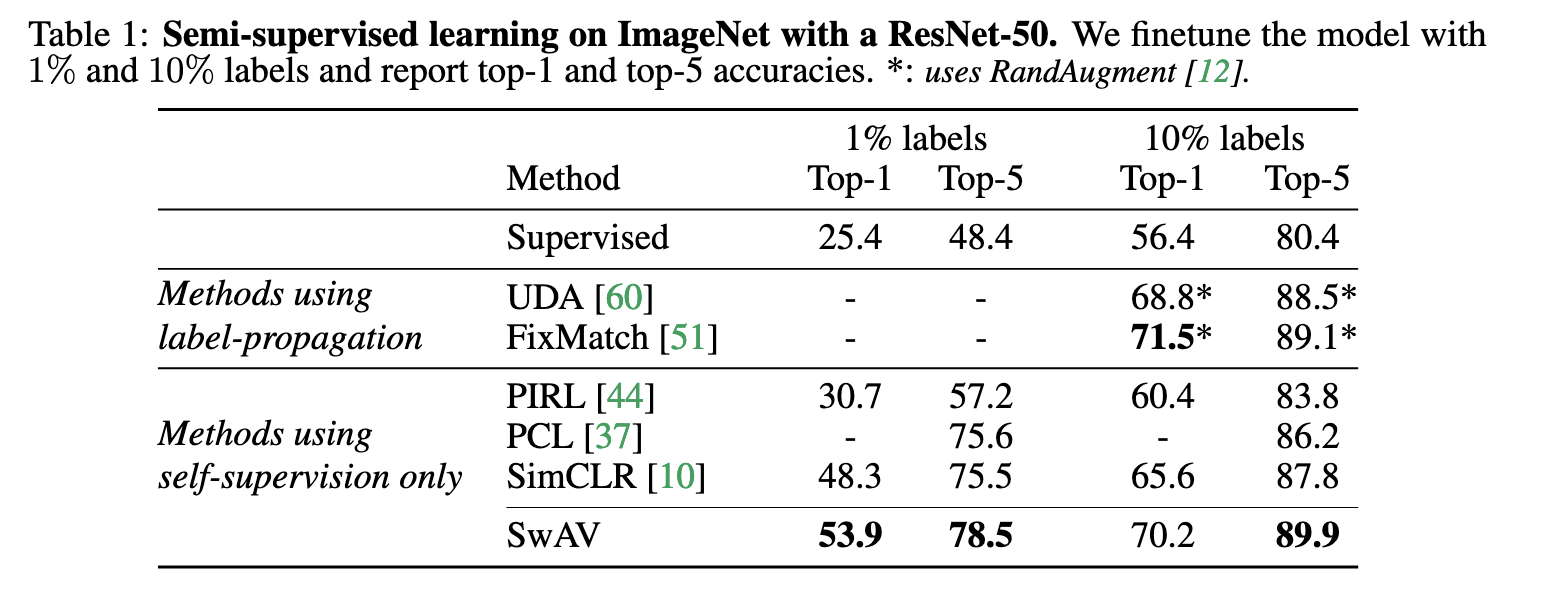 Table 1: Semi-supervised learning on ImageNet with a ResNet-50. We finetune the model with
1% and 10% labels and report top-1 and top-5 accuracies. *: uses RandAugment [12].
1% labels 10% labels
Method Top-1 Top-5 Top-1 Top-5
Supervised 25.4 48.4 56.4 80.4
Methods using UDA [60] - - 68.8* 88.5*
label-propagation FixMatch [51] - - 71.5* 89.1*
PIRL [44] 30.7 57.2 60.4 83.8
Methods using PCL [37] - 75.6 - 86.2
self-supervision only SimCLR [10] 48.3 75.5 65.6 87.8
SwAV 53.9 78.5 70.2 89.9